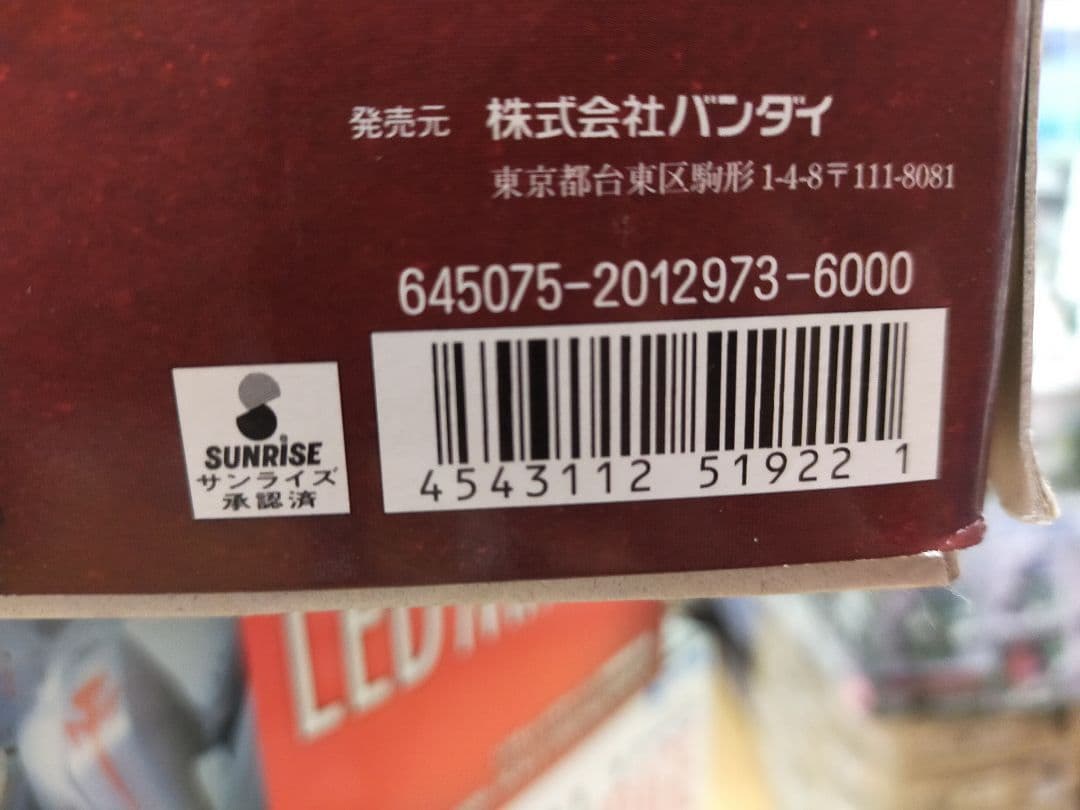 発売元 株式会社バンダイ
東京都台東区駒形1-4-8〒111-8081
645075-2012973-6000
SUNRISE
サンライズ
承認済
4543112 51922 1
LED